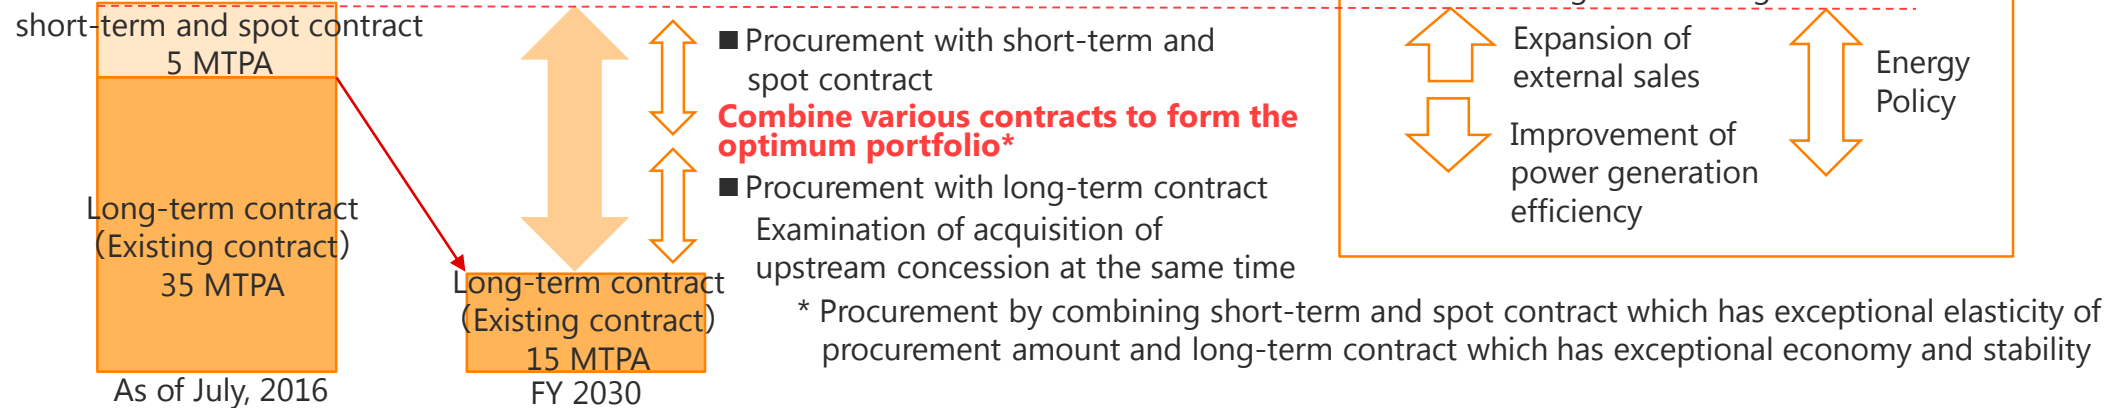 short-term and spot contract
5 MTPA
Long-term contract
(Existing contract)
35 MTPA
As of July, 2016
Long-term contract
(Existing contract)
15 MTPA
FY 2030
■ Procurement with short-term and
spot contract
Combine various contracts to form the
optimum portfolio*
■ Procurement with long-term contract
Examination of acquisition of
upstream concession at the same time
Expansion of
external sales
Improvement of
power generation
efficiency
Energy
Policy
* Procurement by combining short-term and spot contract which has exceptional elasticity of
procurement amount and long-term contract which has exceptional economy and stability